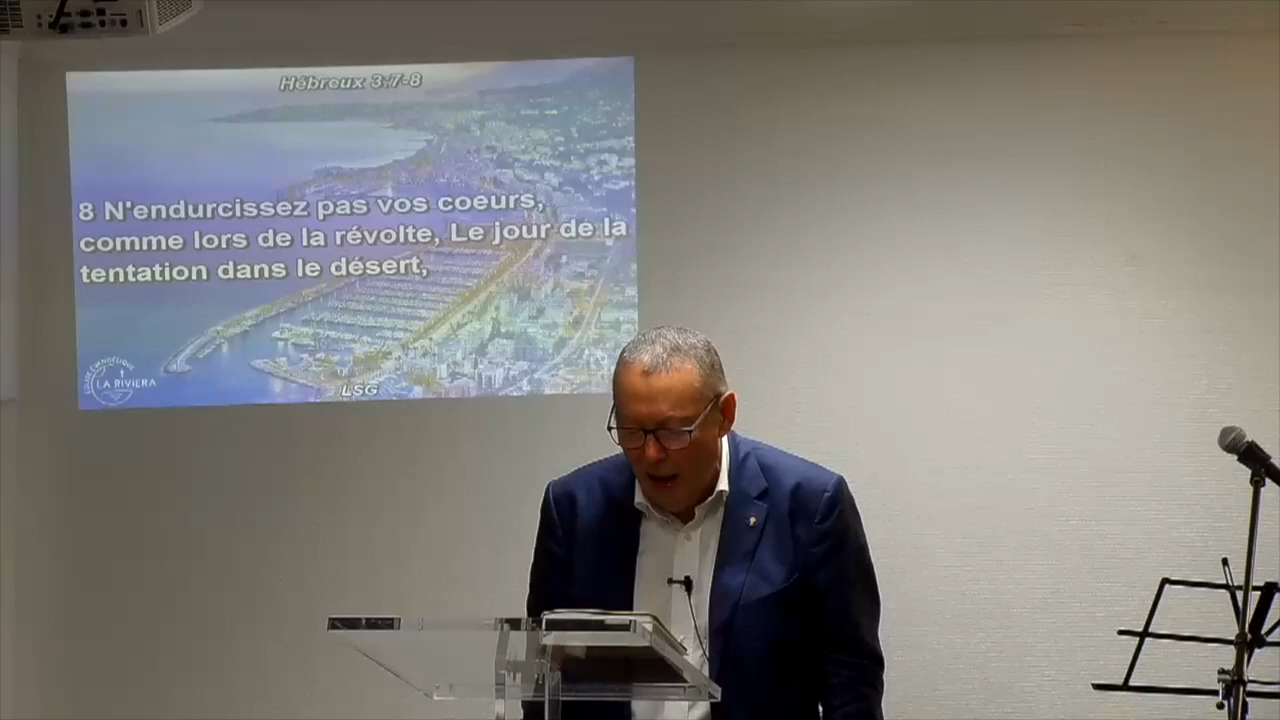 Hébreux 3:7-8
8 N'endurcissez pas vos coeurs,
comme lors de la révolte, Le jour de la
tentation dans le désert,
LA RIVIERA
LSG